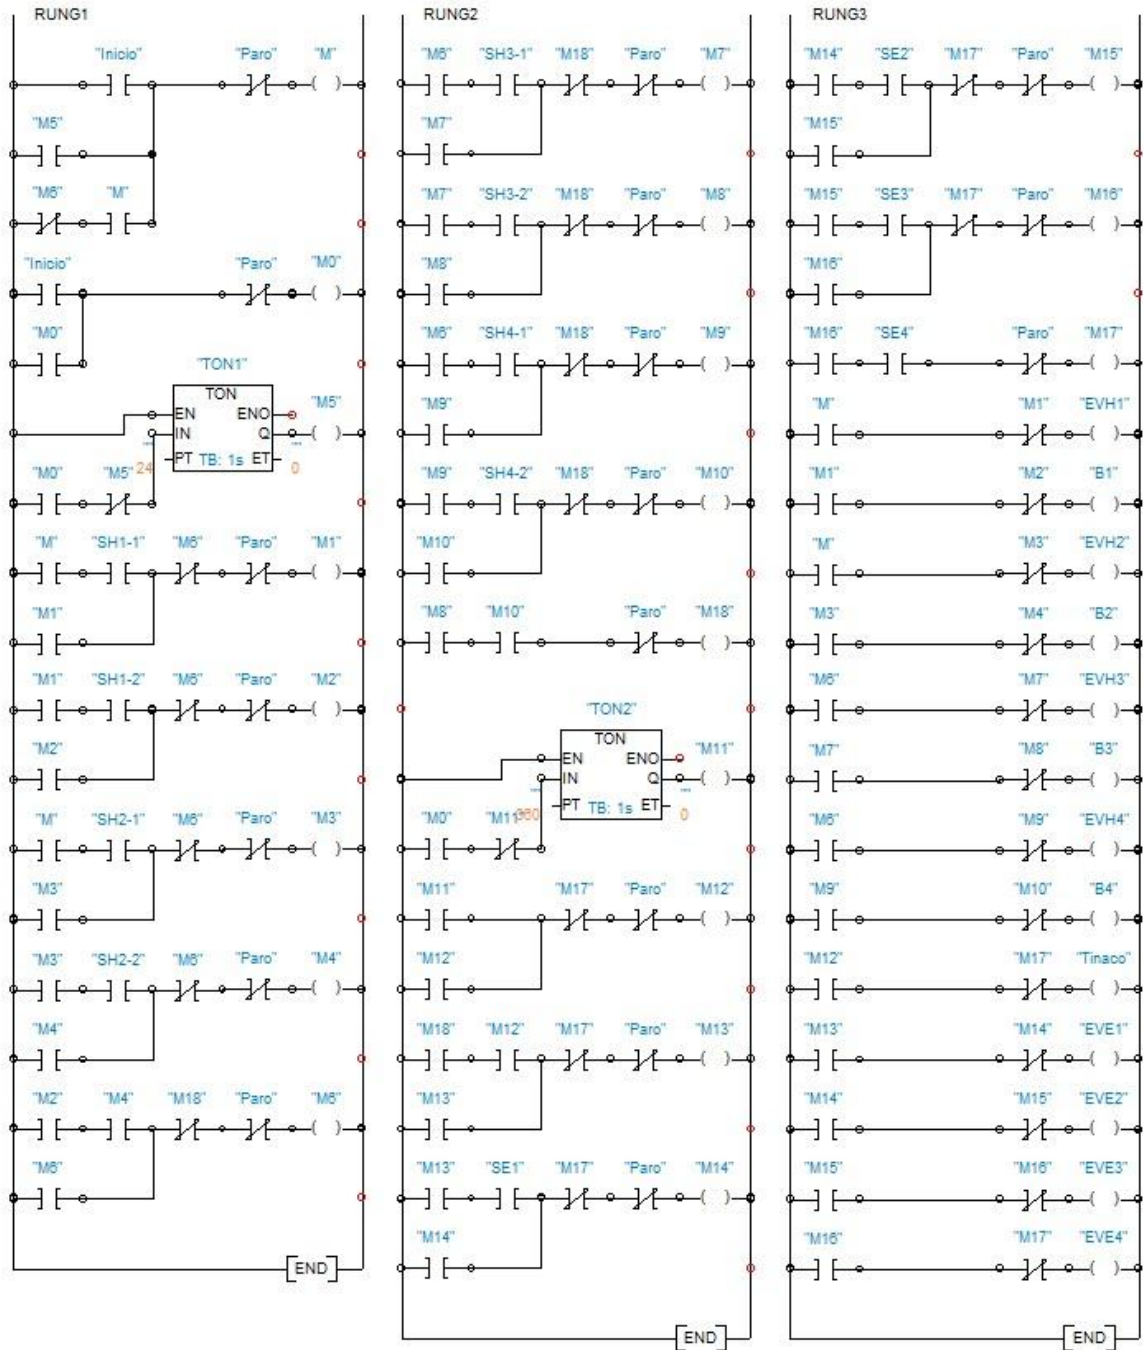 RUNG1
"Inicio" "Paro" "M"
"M5"
"M6" "M"
"Inicio" "Paro" "M0"
"M0"
"TON1"
TON
"M5"
EN ENO
IN Q
"" ""
PT TB: 1s ET
24 0
"M0" "M5"
"M" "SH1-1" "M6" "Paro" "M1"
"M1"
"M1" "SH1-2" "M6" "Paro" "M2"
"M2"
"M" "SH2-1" "M6" "Paro" "M3"
"M3"
"M3" "SH2-2" "M6" "Paro" "M4"
"M4"
"M2" "M4" "M18" "Paro" "M6"
"M6"
END
RUNG2
"M6" "SH3-1" "M18" "Paro" "M7"
"M7"
"M7" "SH3-2" "M18" "Paro" "M8"
"M8"
"M6" "SH4-1" "M18" "Paro" "M9"
"M9"
"M9" "SH4-2" "M18" "Paro" "M10"
"M10"
"M8" "M10" "Paro" "M18"
"TON2"
TON
"M11"
EN ENO
IN Q
"" ""
PT TB: 1s ET
0
"M0" "M11"
"M11" "M17" "Paro" "M12"
"M12"
"M18" "M12" "M17" "Paro" "M13"
"M13"
"M13" "SE1" "M17" "Paro" "M14"
"M14"
END
RUNG3
"M14" "SE2" "M17" "Paro" "M15"
"M15"
"M15" "SE3" "M17" "Paro" "M16"
"M16"
"M16" "SE4" "Paro" "M17"
"M" "M1" "EVH1"
"M1" "M2" "B1"
"M" "M3" "EVH2"
"M3" "M4" "B2"
"M6" "M7" "EVH3"
"M7" "M8" "B3"
"M6" "M9" "EVH4"
"M9" "M10" "B4"
"M12" "M17" "Tinaco"
"M13" "M14" "EVE1"
"M14" "M15" "EVE2"
"M15" "M16" "EVE3"
"M16" "M17" "EVE4"
END